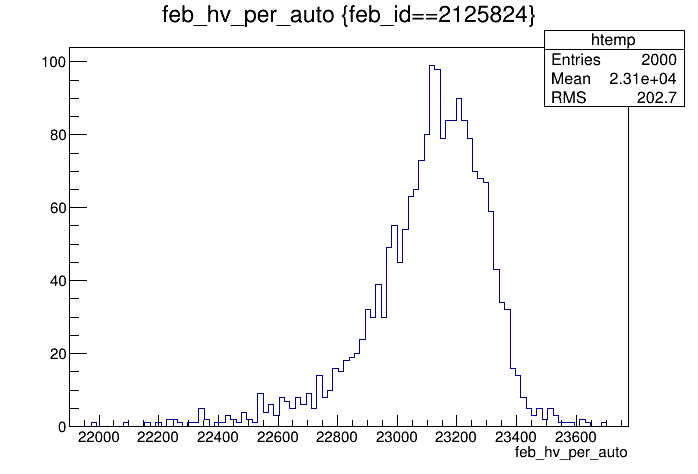 feb_hv_per_auto {feb_id==2125824}
htemp
Entries 2000
Mean 2.31e+04
RMS 202.7
100
80
60
40
20
0
22000 22200 22400 22600 22800 23000 23200 23400 23600
feb_hv_per_auto